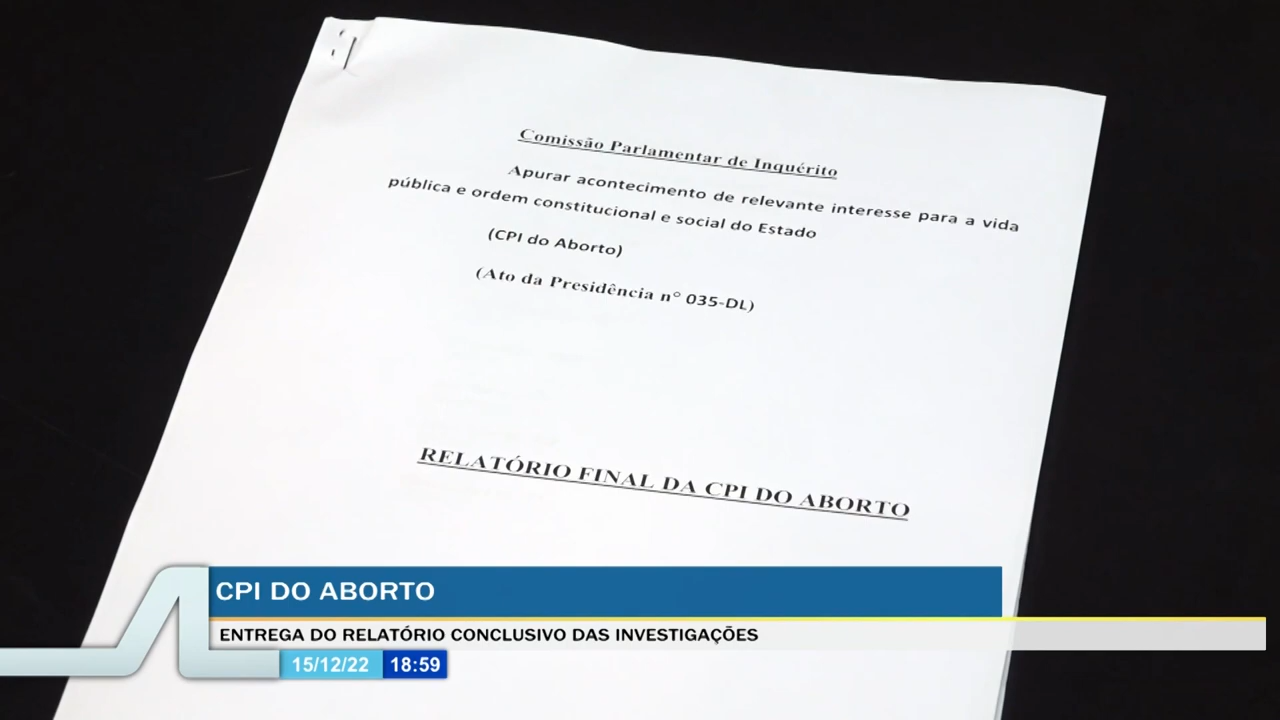 Comissão Parlamentar de Inquérito
Apurar acontecimento de relevante interesse para a vida
pública e ordem constitucional e social do Estado
(CPI do Aborto)
(Ato da Presidência nº 035-DL)
RELATÓRIO FINAL DA CPI DO ABORTO
CPI DO ABORTO
ENTREGA DO RELATÓRIO CONCLUSIVO DAS INVESTIGAÇÕES
15/12/22 18:59